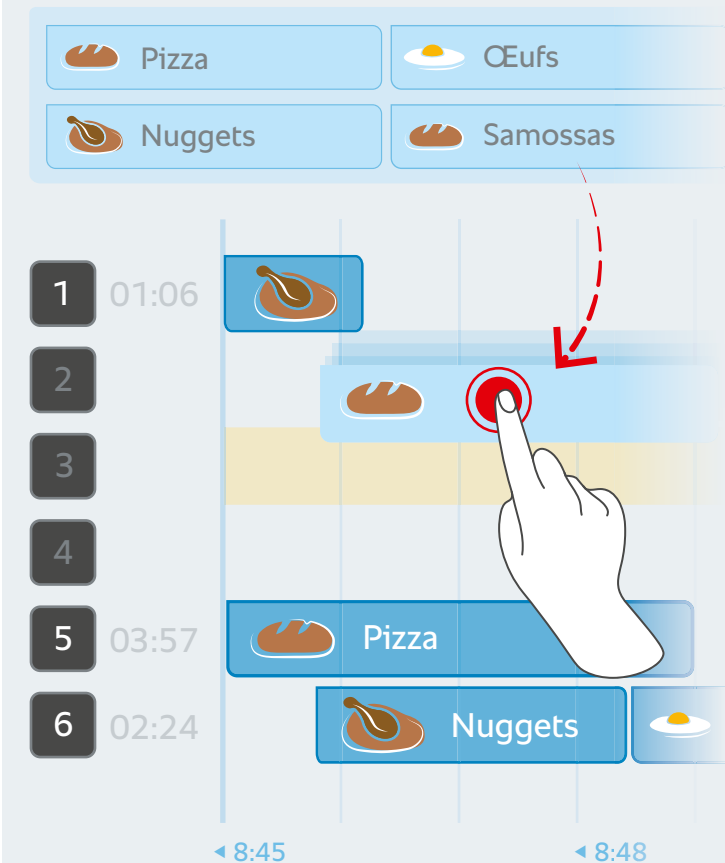 Pizza
Œufs
Nuggets
Samossas
1 01:06
2
3
4
5 03:57 Pizza
6 02:24 Nuggets
8:45 8:48